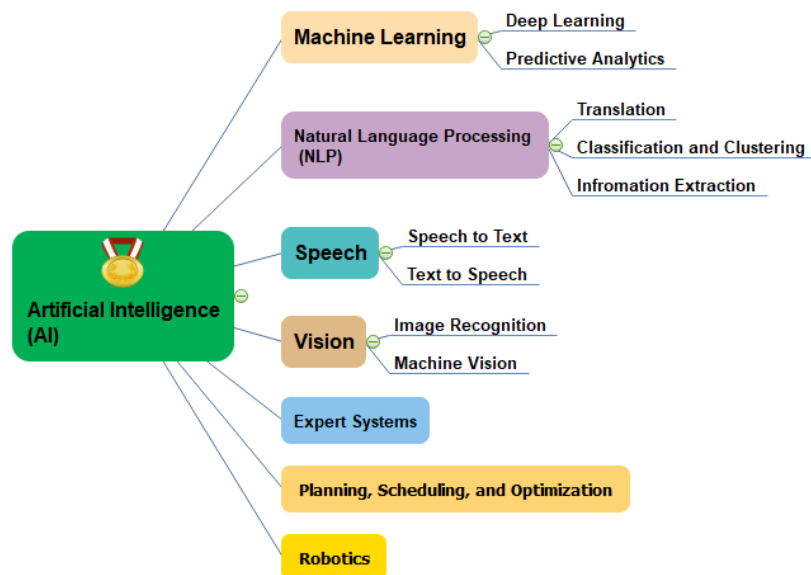 Machine Learning
Deep Learning
Predictive Analytics
Natural Language Processing
(NLP)
Translation
Classification and Clustering
Infromation Extraction
Artificial Intelligence
(AI)
Speech
Speech to Text
Text to Speech
Vision
Image Recognition
Machine Vision
Expert Systems
Planning, Scheduling, and Optimization
Robotics